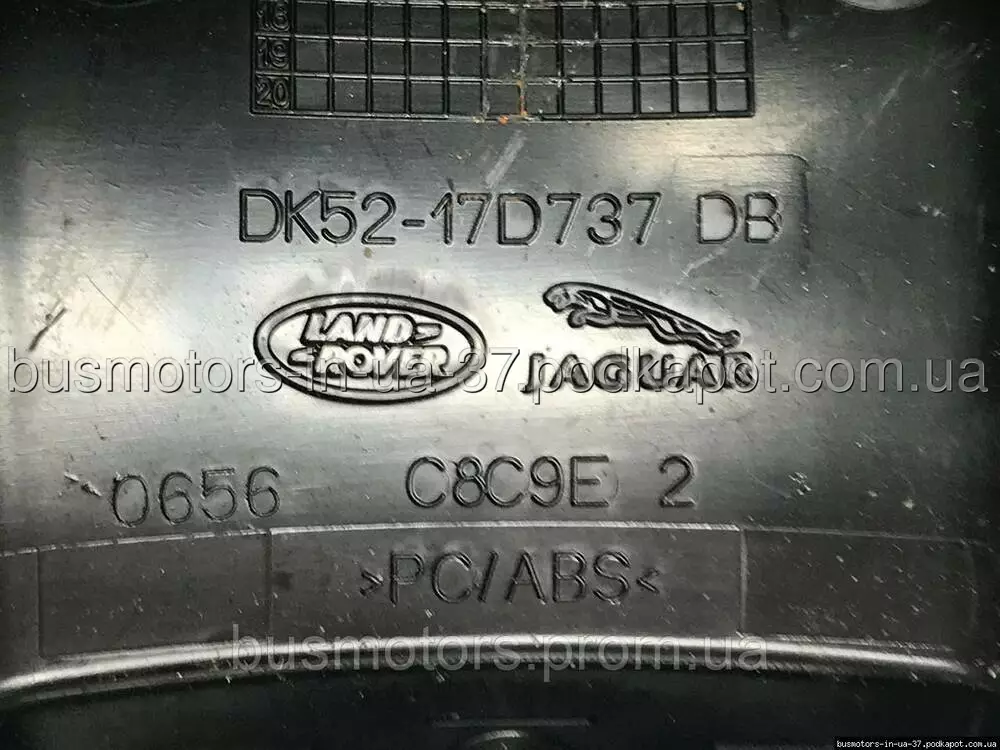 18
19
20
DK52-17D737 DB
LAND
ROVER
JAGUAR
busmotors-in-ua-37.podkapot.com.ua
0656 C8C9E 2
>PC/ABS<
busmotors.prom.ua
busmotors-in-ua-37.podkapot.com.ua